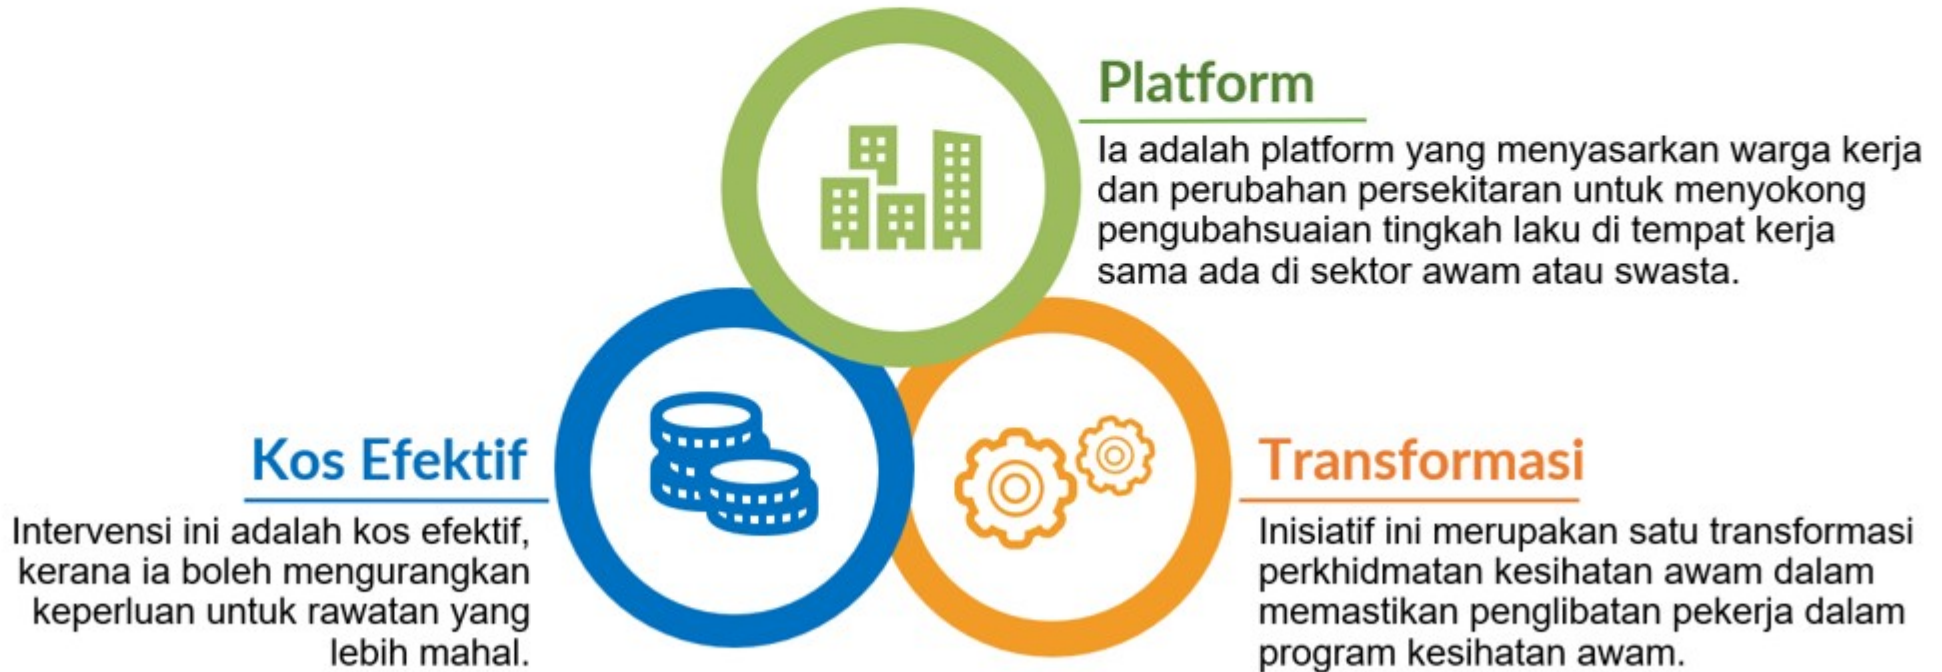 Platform
Ia adalah platform yang menyasarkan warga kerja
dan perubahan persekitaran untuk menyokong
pengubahsuaian tingkah laku di tempat kerja
sama ada di sektor awam atau swasta.
Kos Efektif
Intervensi ini adalah kos efektif,
kerana ia boleh mengurangkan
keperluan untuk rawatan yang
lebih mahal.
Transformasi
Inisiatif ini merupakan satu transformasi
perkhidmatan kesihatan awam dalam
memastikan penglibatan pekerja dalam
program kesihatan awam.